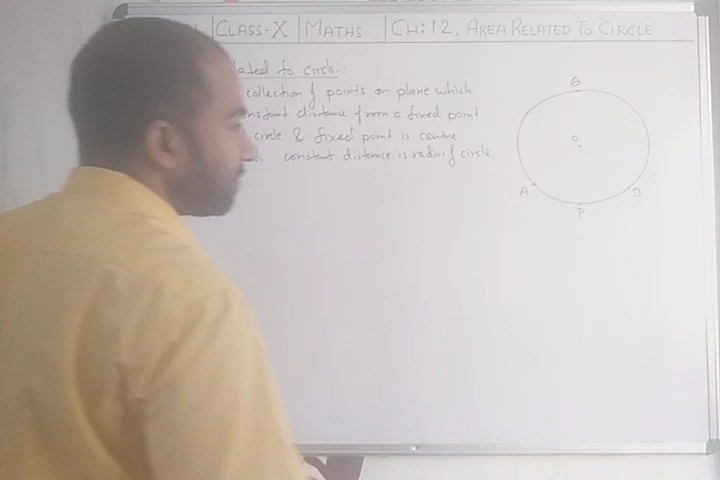 CLASS-X MATHS CH:12, AREA RELATED TO CIRCLE
lated to circle:
collection of points on plane which
onstant distance from a fixed point
circle & fixed point is centre
constant distance is radius of circle
Q
O
A
B
P